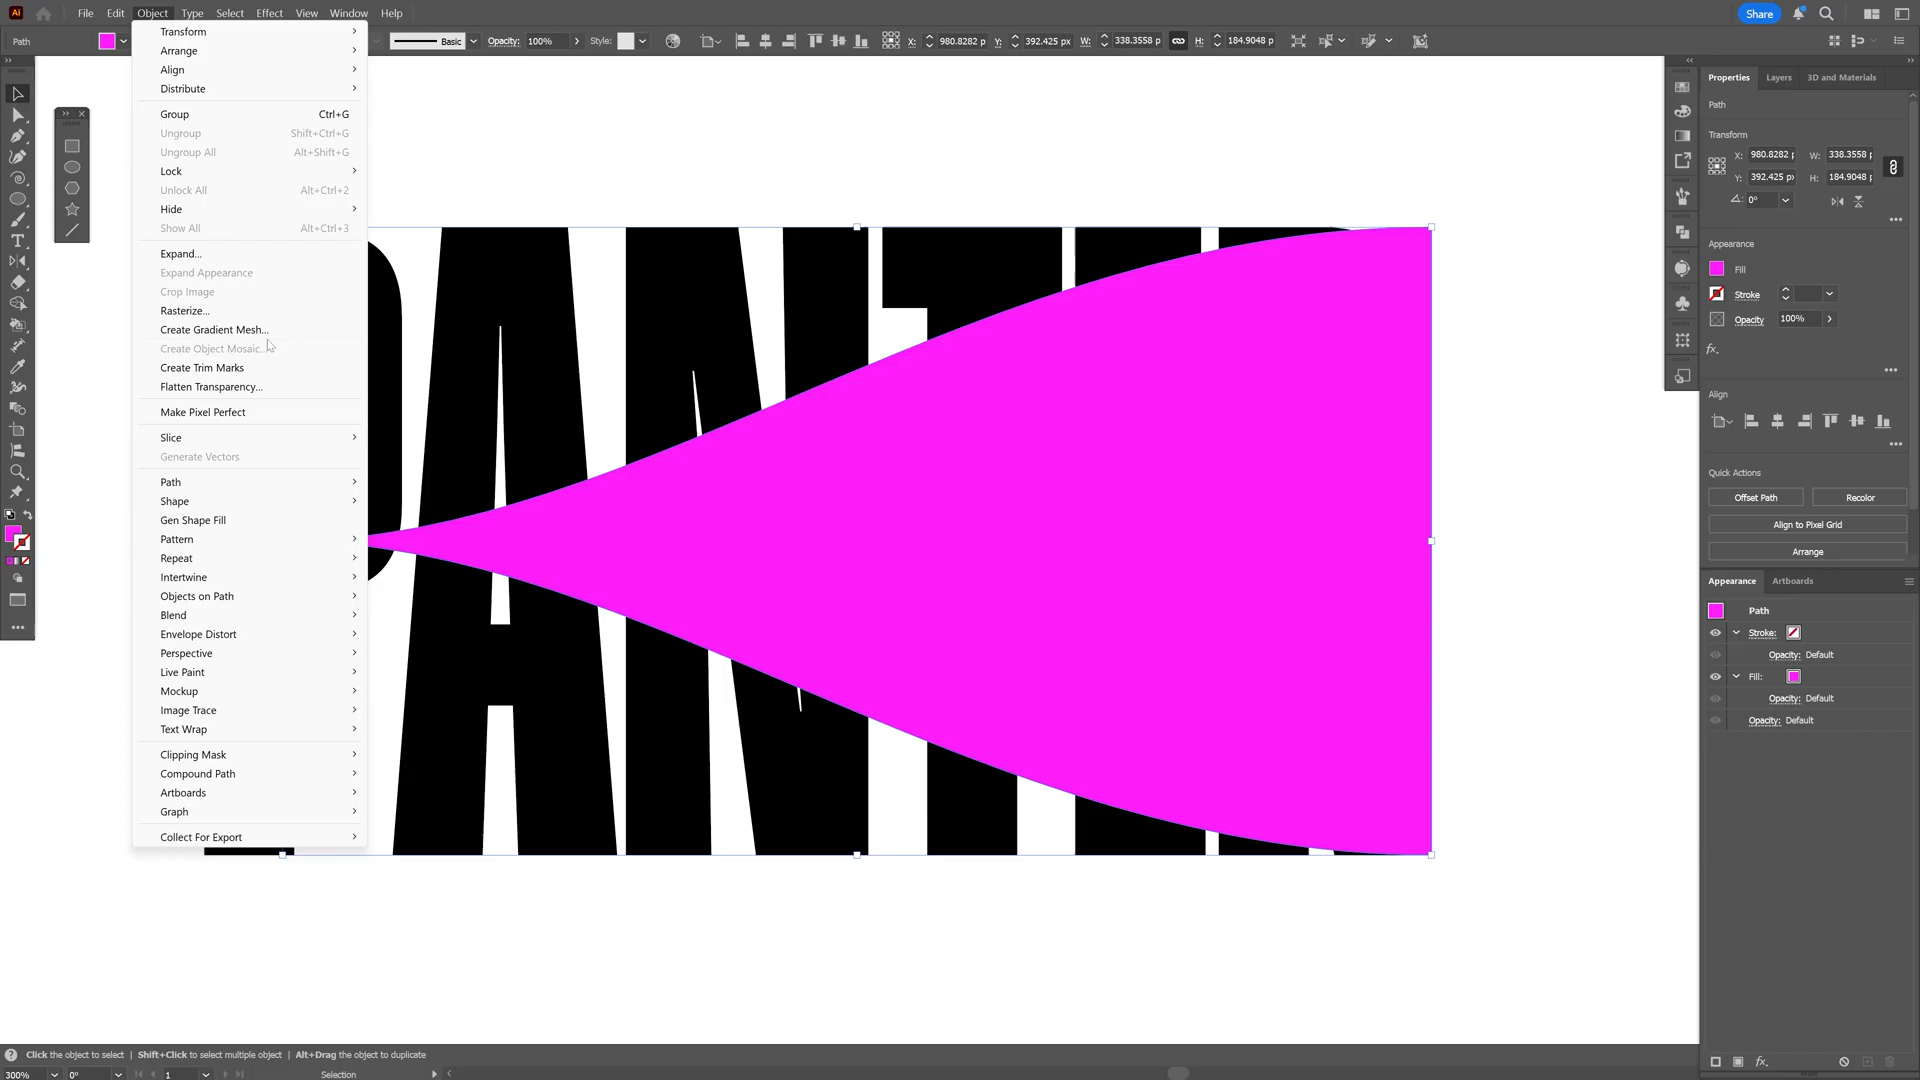 File Edit Object Type Select Effect View Window Help
Share
Path
Basic
Opacity: 100%
Style:
X: 980.8282 p
Y: 392.425 px
W: 338.3558 p
H: 184.9048 p
Transform
Arrange
Align
Distribute
Group Ctrl+G
Ungroup Shift+Ctrl+G
Ungroup All Alt+Shift+G
Lock
Unlock All Alt+Ctrl+2
Hide
Show All Alt+Ctrl+3
Expand...
Expand Appearance
Crop Image
Rasterize...
Create Gradient Mesh...
Create Object Mosaic...
Create Trim Marks
Flatten Transparency...
Make Pixel Perfect
Slice
Generate Vectors
Path
Shape
Gen Shape Fill
Pattern
Repeat
Intertwine
Objects on Path
Blend
Envelope Distort
Perspective
Live Paint
Mockup
Image Trace
Text Wrap
Clipping Mask
Compound Path
Artboards
Graph
Collect For Export
Properties Layers 3D and Materials
Path
Transform
X: 980.8282 W: 338.3558
Y: 392.425 px H: 184.9048
0°
Appearance
Fill
Stroke
Opacity 100%
fx.
Align
Quick Actions
Offset Path Recolor
Align to Pixel Grid
Arrange
Appearance Artboards
Path
Stroke:
Opacity: Default
Fill:
Opacity: Default
Opacity: Default
fx.
Click the object to select | Shift+Click to select multiple object | Alt+Drag the object to duplicate
300% 0° 1 Selection